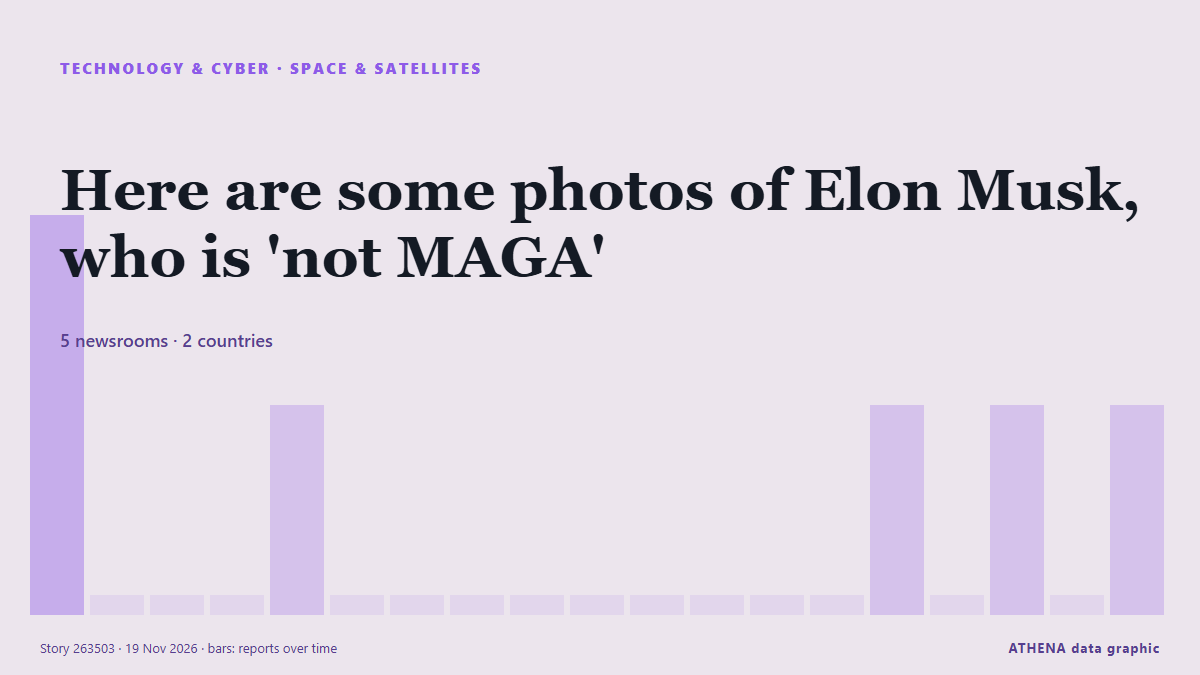 TECHNOLOGY & CYBER · SPACE & SATELLITES
Here are some photos of Elon Musk,
who is 'not MAGA'
5 newsrooms · 2 countries
Story 263503 · 19 Nov 2026 · bars: reports over time
ATHENA data graphic